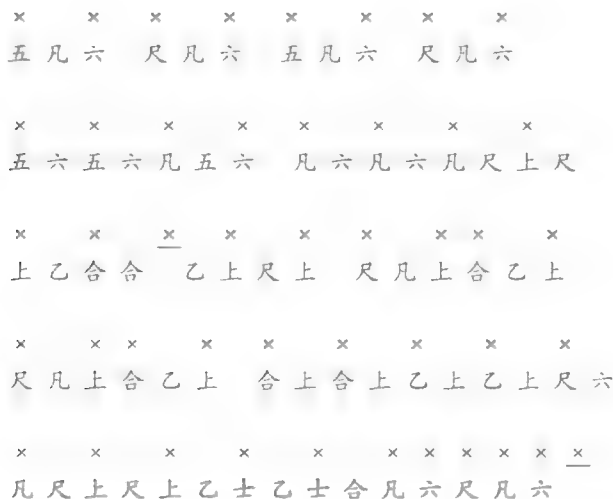 × × × × × × × ×
五 凡 六 尺 凡 六 五 凡 六 尺 凡 六
× × × × × × × ×
五 六 五 六 凡 五 六 凡 六 凡 六 凡 尺 上 尺
× × × × × × × × ×
上 乙 合 合 乙 上 尺 上 尺 凡 上 合 乙 上
× × × × × × × × ×
尺 凡 上 合 乙 上 合 上 合 上 乙 上 乙 上 尺 六
× × × × × × × × × × ×
凡 尺 上 尺 上 乙 士 乙 士 合 凡 六 尺 凡 六